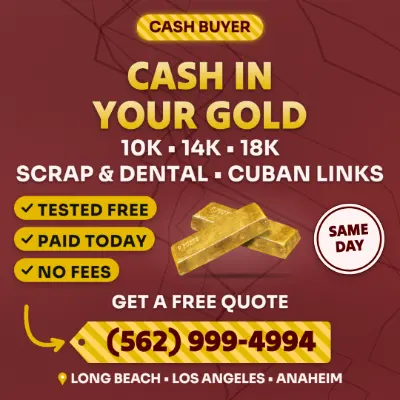 CASH BUYER
CASH IN
YOUR GOLD
10K ▪ 14K ▪ 18K
SCRAP & DENTAL ▪ CUBAN LINKS
✓ TESTED FREE
✓ PAID TODAY
✓ NO FEES
SAME
DAY
GET A FREE QUOTE
(562) 999-4994
LONG BEACH ▪ LOS ANGELES ▪ ANAHEIM